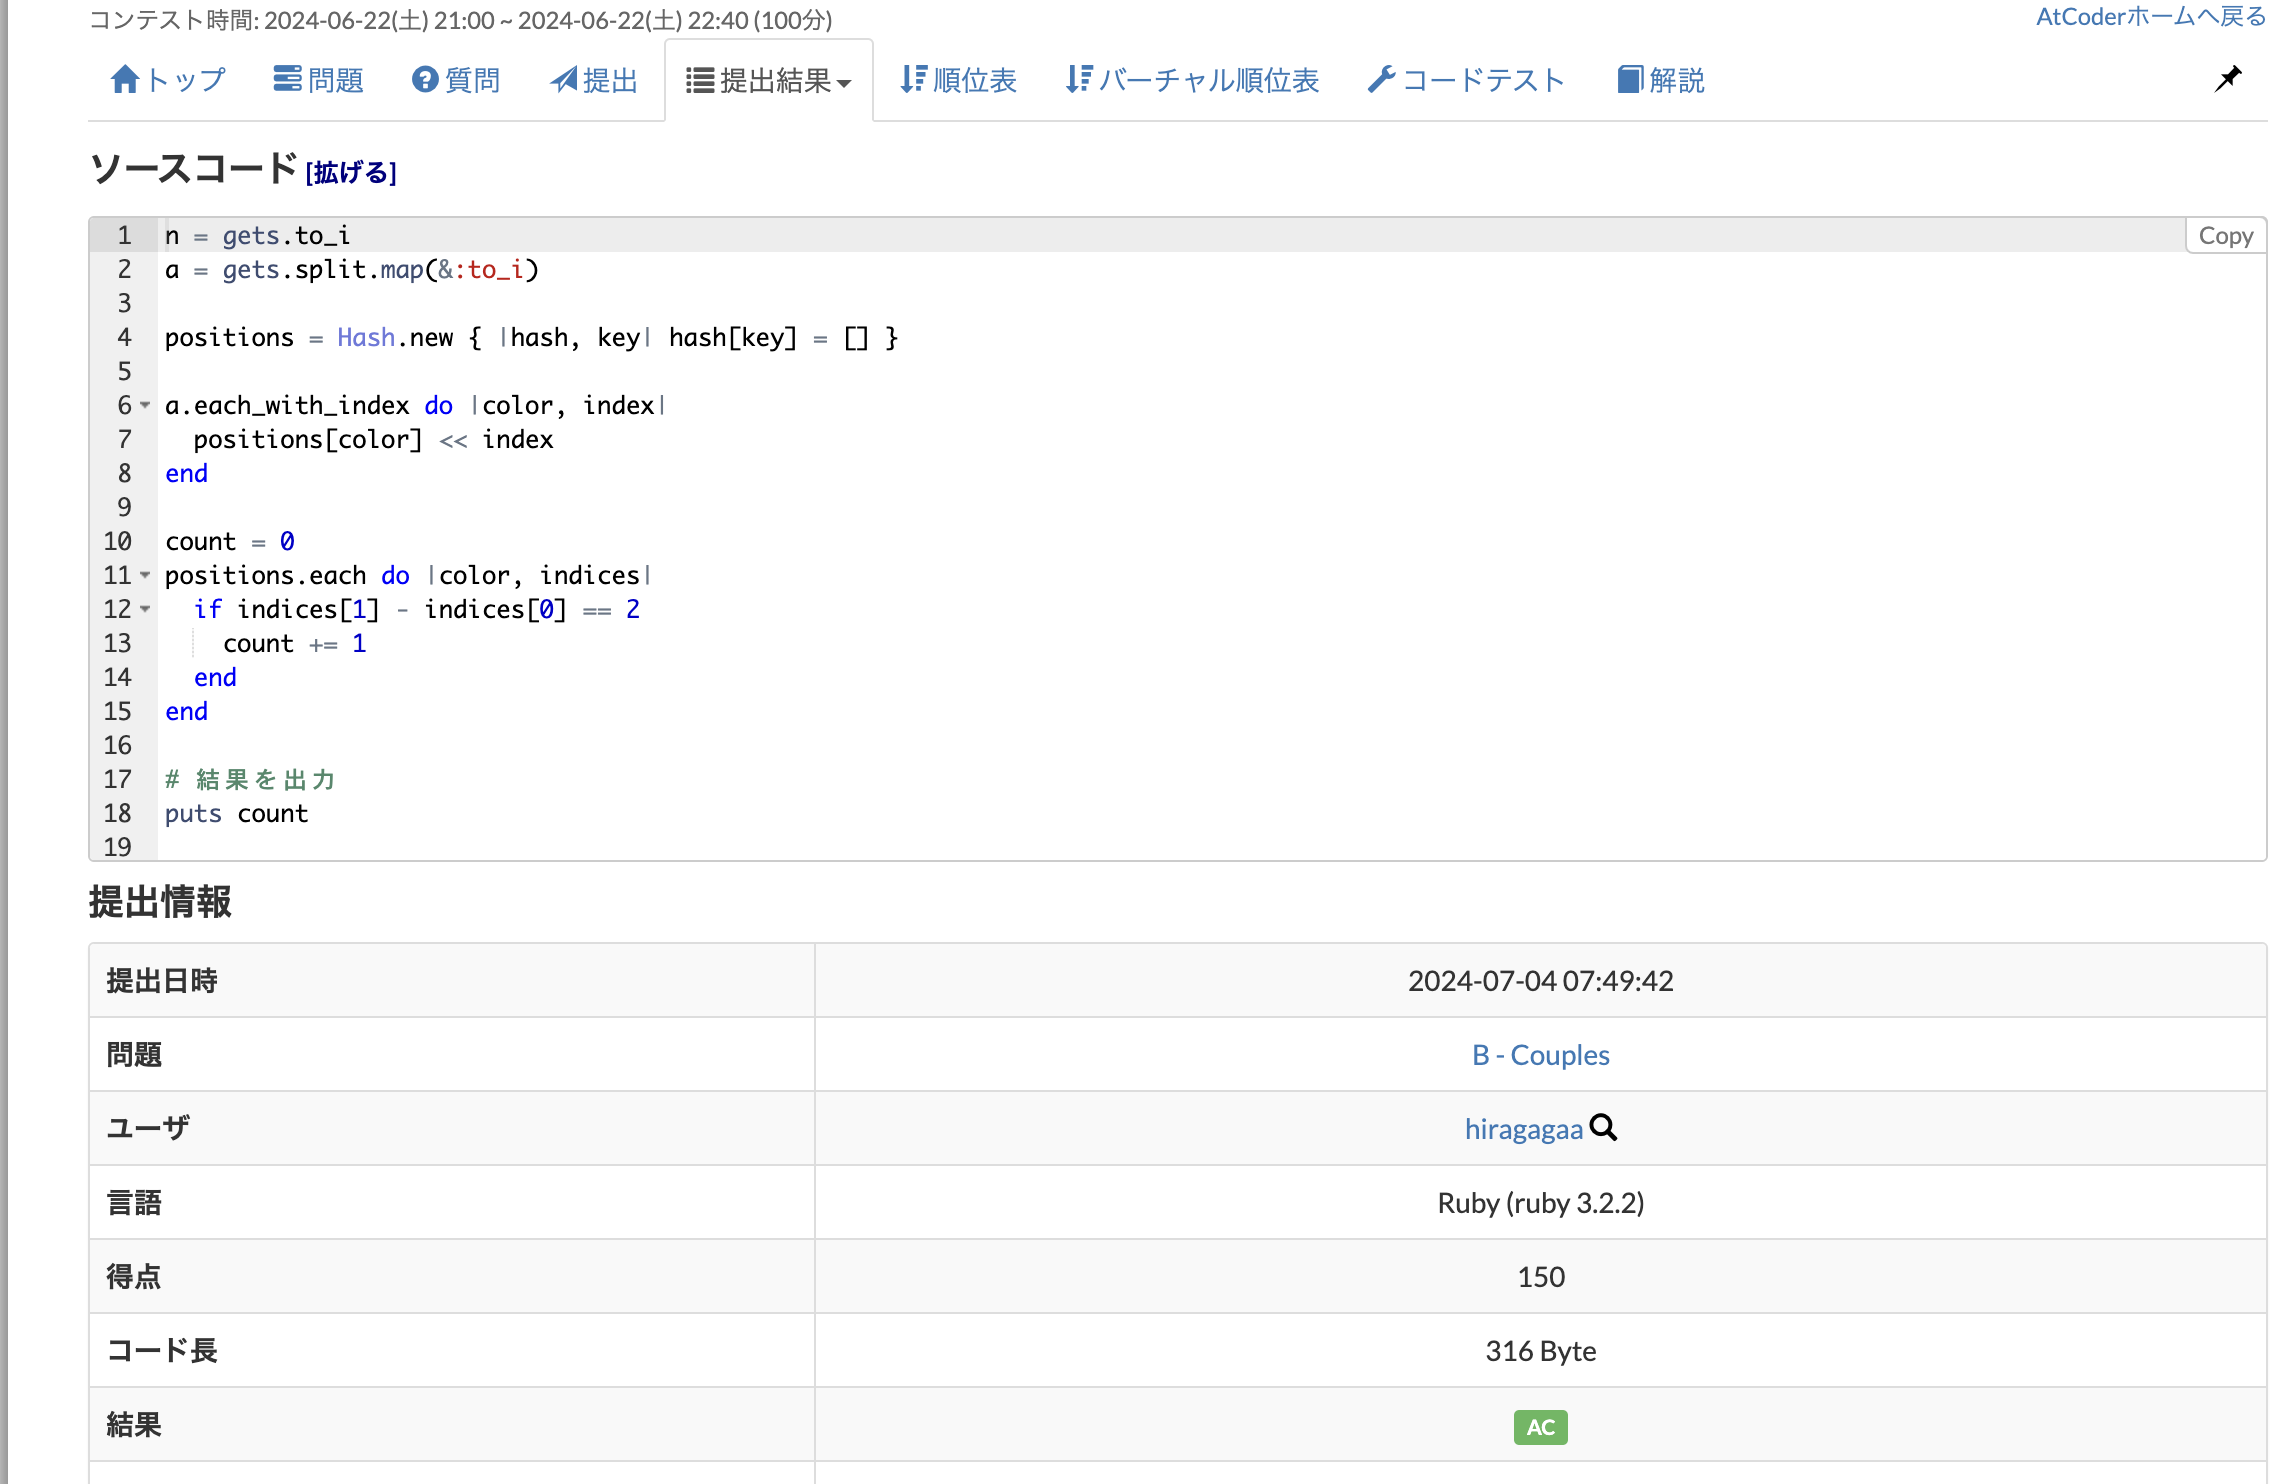 コンテスト時間: 2024-06-22(土) 21:00 ~ 2024-06-22(土) 22:40 (100分)
AtCoderホームへ戻る
トップ 問題 質問 提出 提出結果 順位表 バーチャル順位表 コードテスト 解説
ソースコード [拡げる]
Copy
1 n = gets.to_i
2 a = gets.split.map(&:to_i)
3
4 positions = Hash.new { |hash, key| hash[key] = [] }
5
6 a.each_with_index do |color, index|
7   positions[color] << index
8 end
9
10 count = 0
11 positions.each do |color, indices|
12   if indices[1] - indices[0] == 2
13     count += 1
14   end
15 end
16
17 # 結果を出力
18 puts count
19
提出情報
提出日時 2024-07-04 07:49:42
問題 B - Couples
ユーザ hiragagaa
言語 Ruby (ruby 3.2.2)
得点 150
コード長 316 Byte
結果 AC